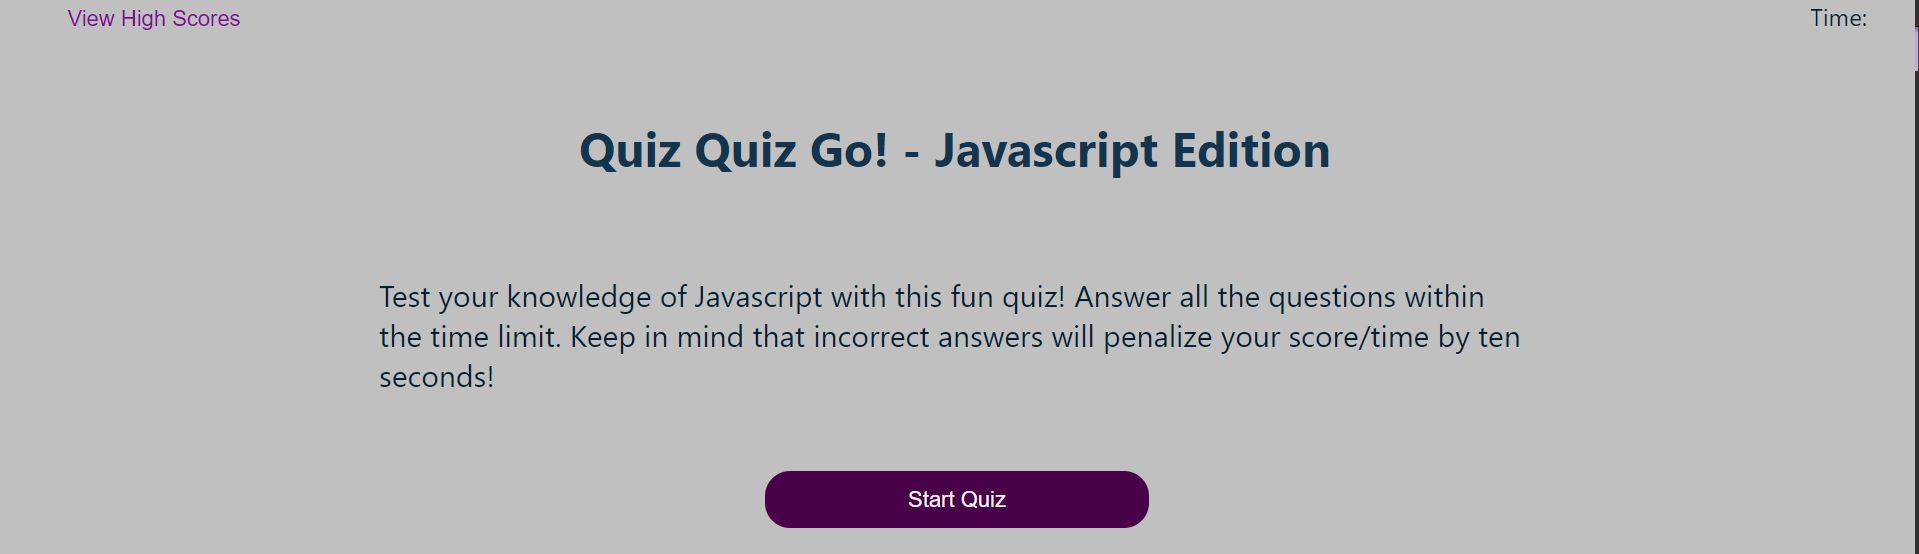 View High Scores
Time:
Quiz Quiz Go! - Javascript Edition
Test your knowledge of Javascript with this fun quiz! Answer all the questions within
the time limit. Keep in mind that incorrect answers will penalize your score/time by ten
seconds!
Start Quiz